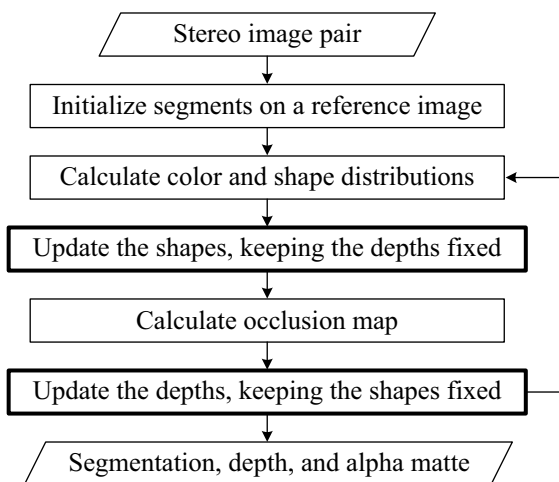 Stereo image pair
Initialize segments on a reference image
Calculate color and shape distributions
Update the shapes, keeping the depths fixed
Calculate occlusion map
Update the depths, keeping the shapes fixed
Segmentation, depth, and alpha matte